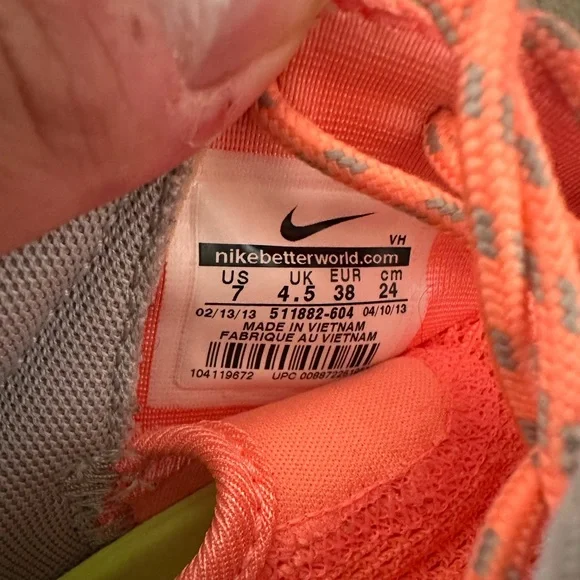 VH
nikebetterworld.com
US UK EUR cm
7 4.5 38 24
02/13/13 511882-604 04/10/13
MADE IN VIETNAM
FABRIQUE AU VIETNAM
104119672 UPC